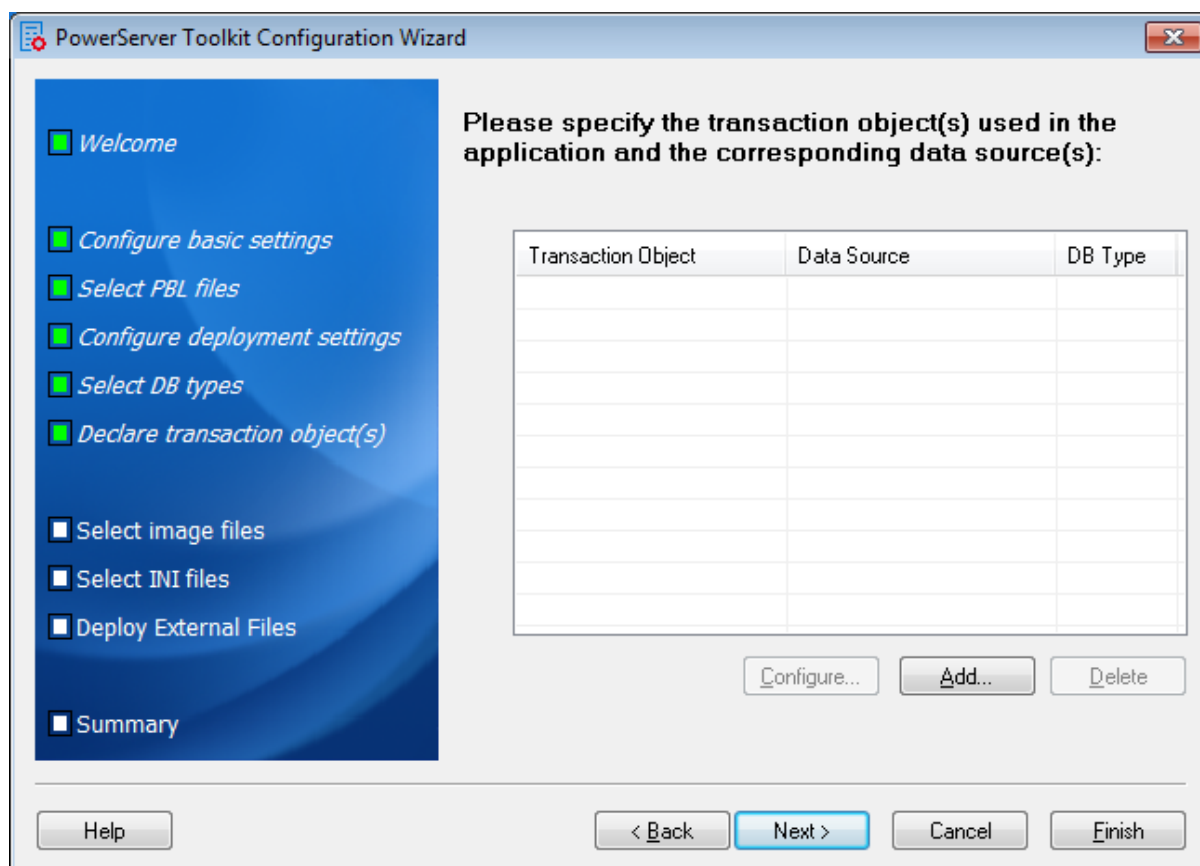 PowerServer Toolkit Configuration Wizard
Welcome
Configure basic settings
Select PBL files
Configure deployment settings
Select DB types
Declare transaction object(s)
Select image files
Select INI files
Deploy External Files
Summary
Please specify the transaction object(s) used in the
application and the corresponding data source(s):
Transaction Object Data Source DB Type
Configure... Add... Delete
Help < Back Next > Cancel Finish